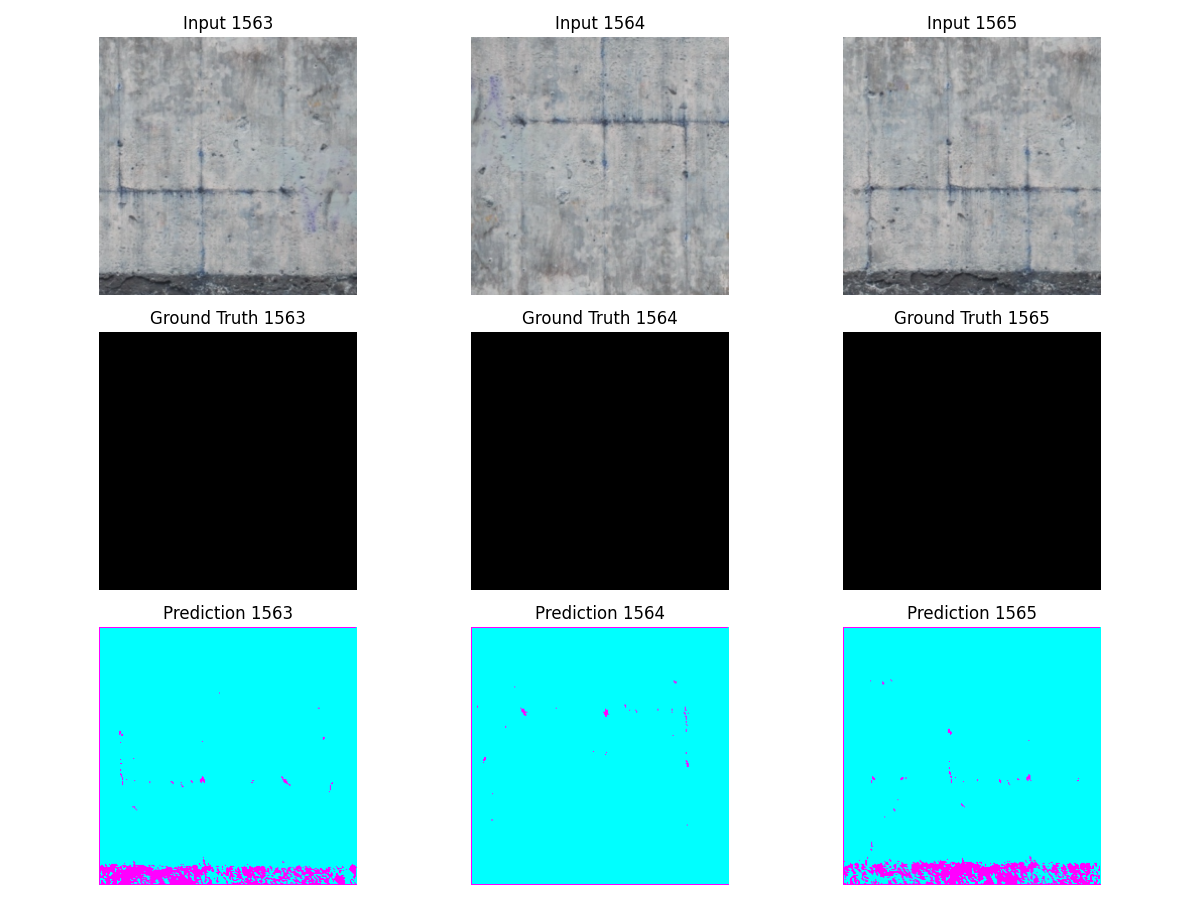 Input 1563
Input 1564
Input 1565
Ground Truth 1563
Ground Truth 1564
Ground Truth 1565
Prediction 1563
Prediction 1564
Prediction 1565